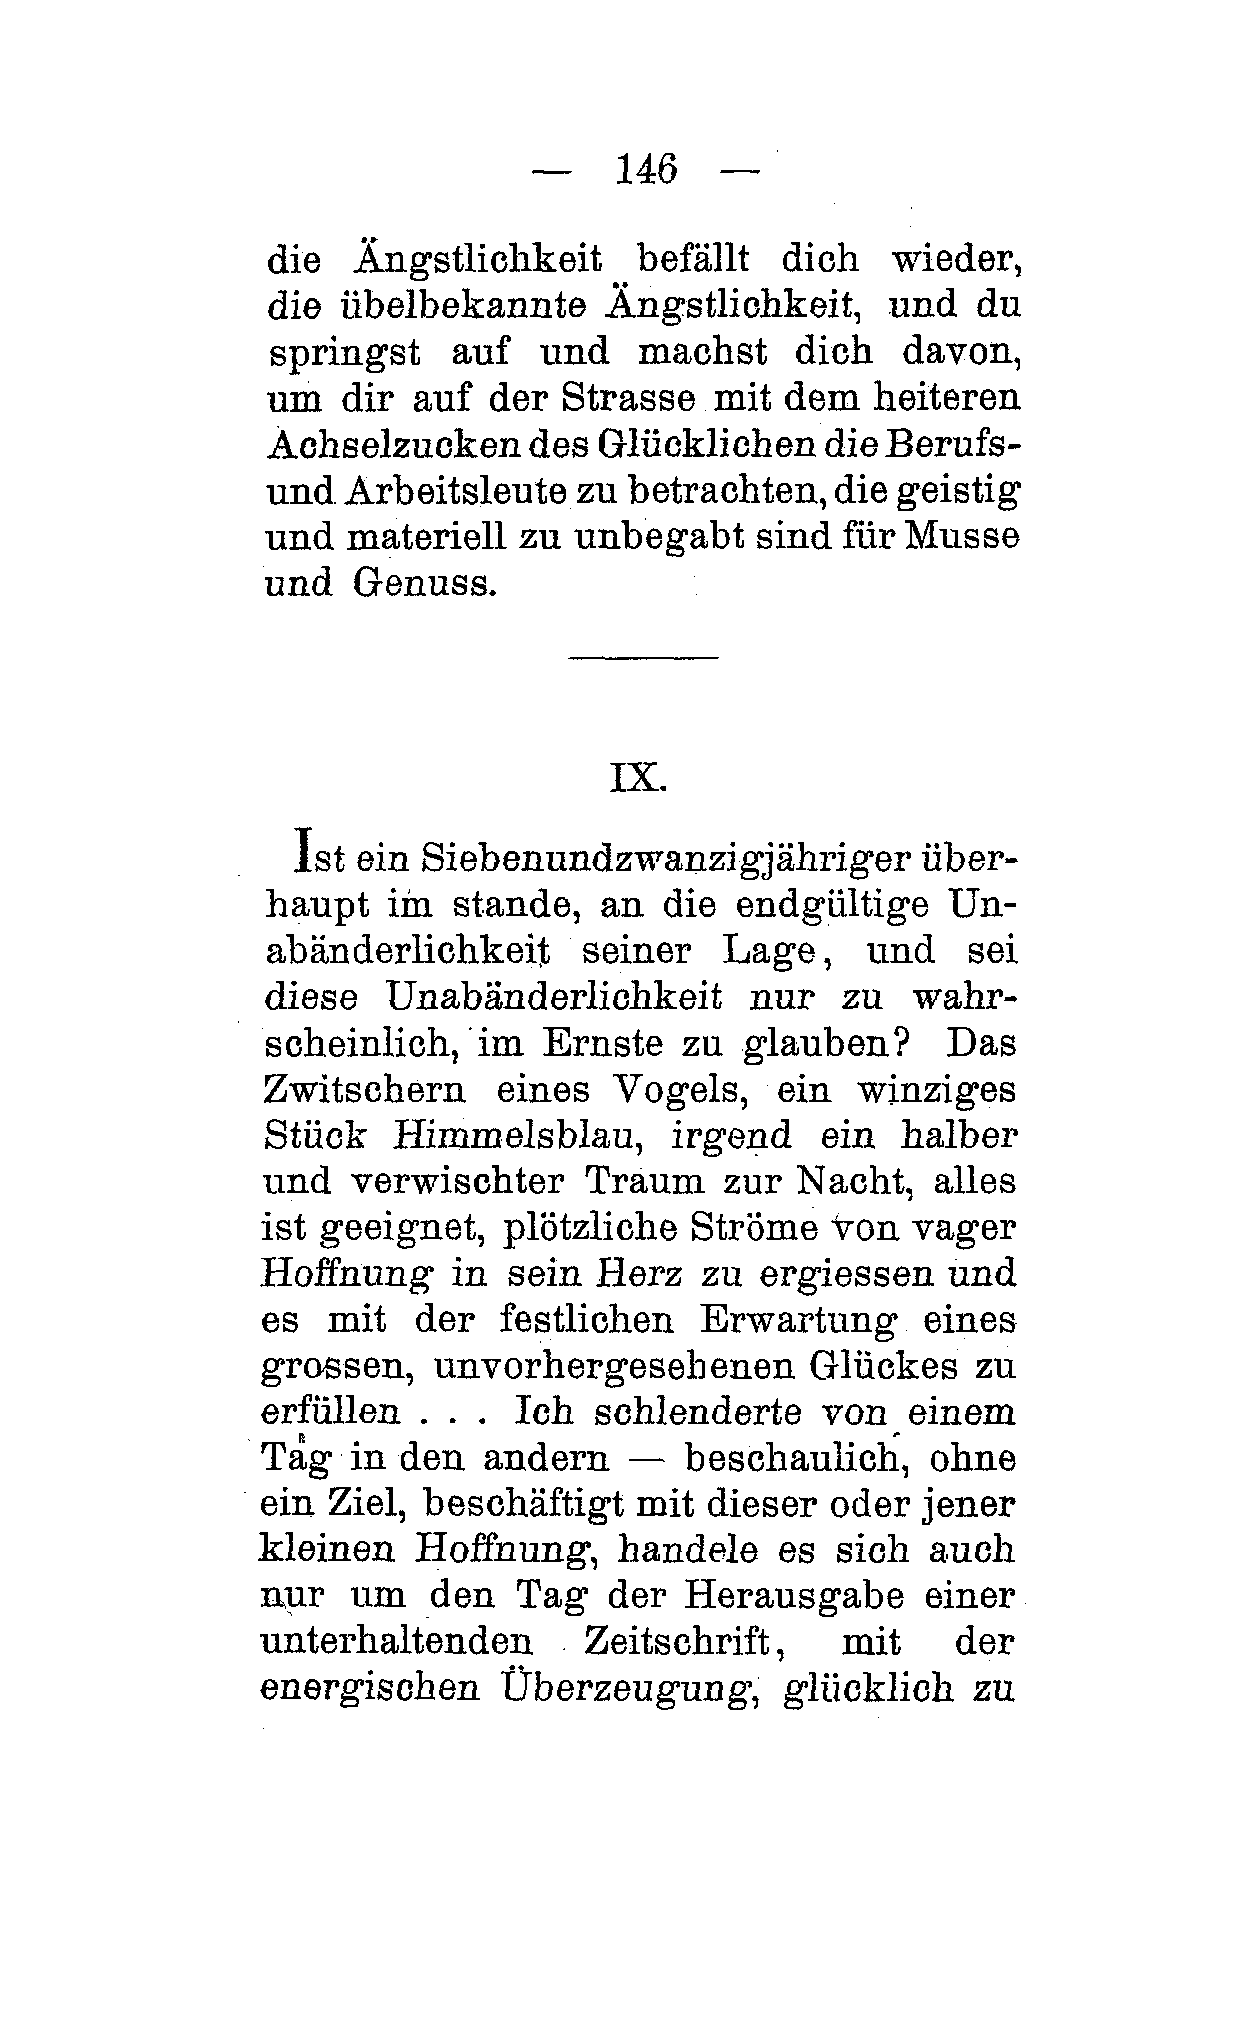 — 146 —
die Ängstlichkeit befällt dich wieder,
die übelbekannte Ängstlichkeit, und du
springst auf und machst dich davon,
um dir auf der Strasse mit dem heiteren
Achselzucken des Glücklichen die Berufs-
und Arbeitsleute zu betrachten, die geistig
und materiell zu unbegabt sind für Musse
und Genuss.
IX.
Ist ein Siebenundzwanzigjähriger über-
haupt im stande, an die endgültige Un-
abänderlichkeit seiner Lage, und sei
diese Unabänderlichkeit nur zu wahr-
scheinlich, im Ernste zu glauben? Das
Zwitschern eines Vogels, ein winziges
Stück Himmelsblau, irgend ein halber
und verwischter Traum zur Nacht, alles
ist geeignet, plötzliche Ströme von vager
Hoffnung in sein Herz zu ergiessen und
es mit der festlichen Erwartung eines
grossen, unvorhergesehenen Glückes zu
erfüllen . . . Ich schlenderte von einem
Tag in den andern — beschaulich, ohne
ein Ziel, beschäftigt mit dieser oder jener
kleinen Hoffnung, handele es sich auch
nur um den Tag der Herausgabe einer
unterhaltenden Zeitschrift, mit der
energischen Überzeugung, glücklich zu